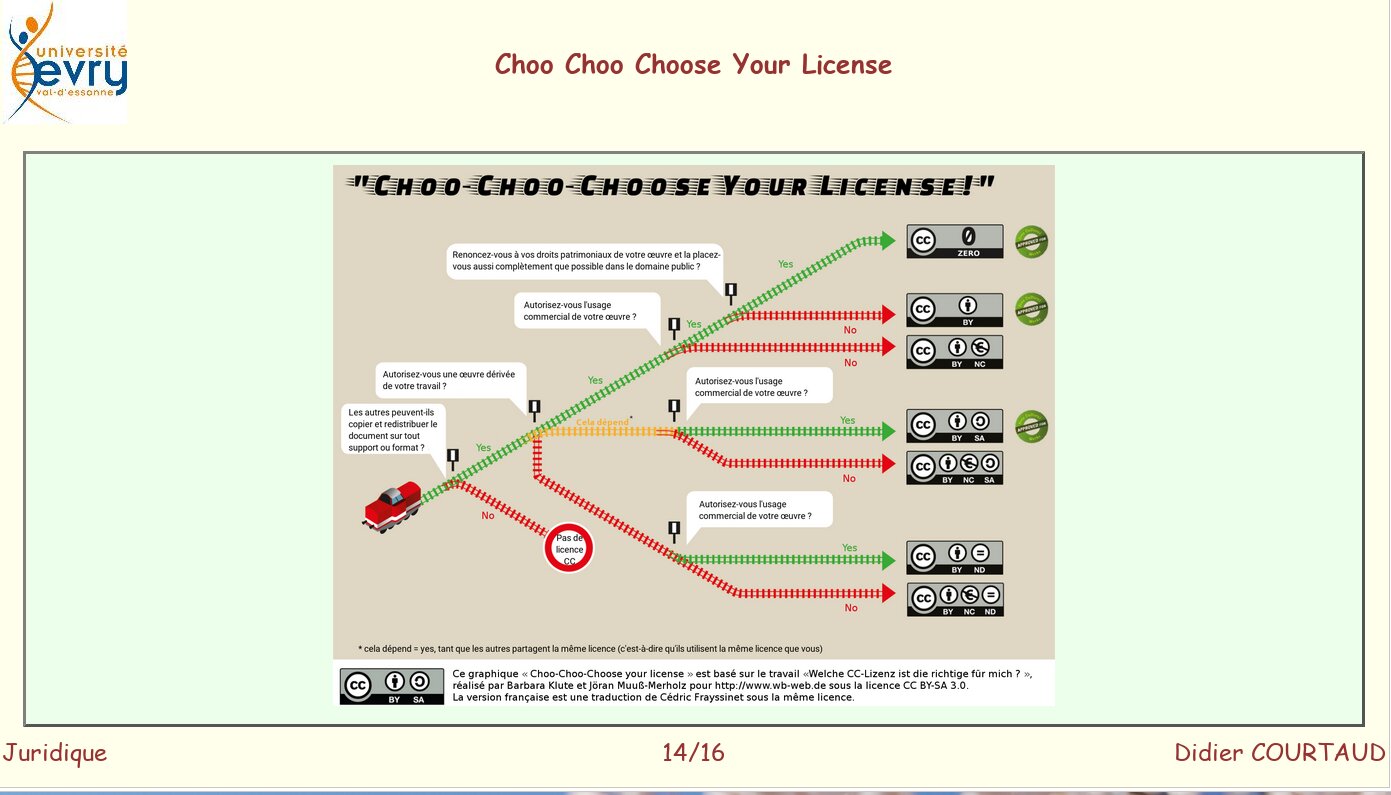 université
evry
val-d'essonne
Choo Choo Choose Your License
"CHOO-CHOO-CHOOSE YOUR LICENSE!"
Renoncez-vous à vos droits patrimoniaux de votre œuvre et la placez-
vous aussi complètement que possible dans le domaine public ?
Yes
cc 0
ZERO
APPROVED FOR
Autorisez-vous l'usage
commercial de votre œuvre ?
Yes
No
cc
BY
APPROVED FOR
No
cc
BY NC
Autorisez-vous une œuvre dérivée
de votre travail ?
Yes
Autorisez-vous l'usage
commercial de votre œuvre ?
Les autres peuvent-ils
copier et redistribuer le
document sur tout
support ou format ?
Yes
Cela dépend*
Yes
cc
BY SA
APPROVED FOR
No
cc
BY NC SA
No
Pas de
licence
CC
Autorisez-vous l'usage
commercial de votre œuvre ?
Yes
cc
BY ND
No
cc
BY NC ND
* cela dépend = yes, tant que les autres partagent la même licence (c'est-à-dire qu'ils utilisent la même licence que vous)
cc
BY SA
Ce graphique « Choo-Choo-Choose your license » est basé sur le travail «Welche CC-Lizenz ist die richtige für mich ? »,
réalisé par Barbara Klute et Jöran Muuß-Merholz pour http://www.wb-web.de sous la licence CC BY-SA 3.0.
La version française est une traduction de Cédric Frayssinet sous la même licence.
Juridique
14/16
Didier COURTAUD